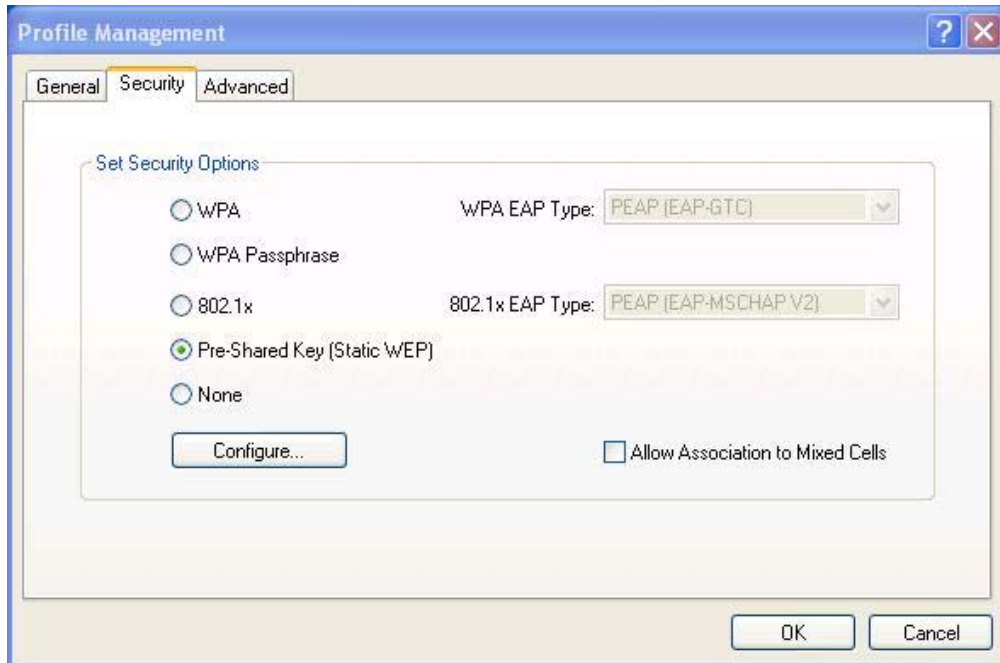 Profile Management
General Security Advanced
Set Security Options
WPA WPA EAP Type: PEAP (EAP-GTC)
WPA Passphrase
802.1x 802.1x EAP Type: PEAP (EAP-MSCHAP V2)
Pre-Shared Key (Static WEP)
None
Configure... Allow Association to Mixed Cells
OK Cancel